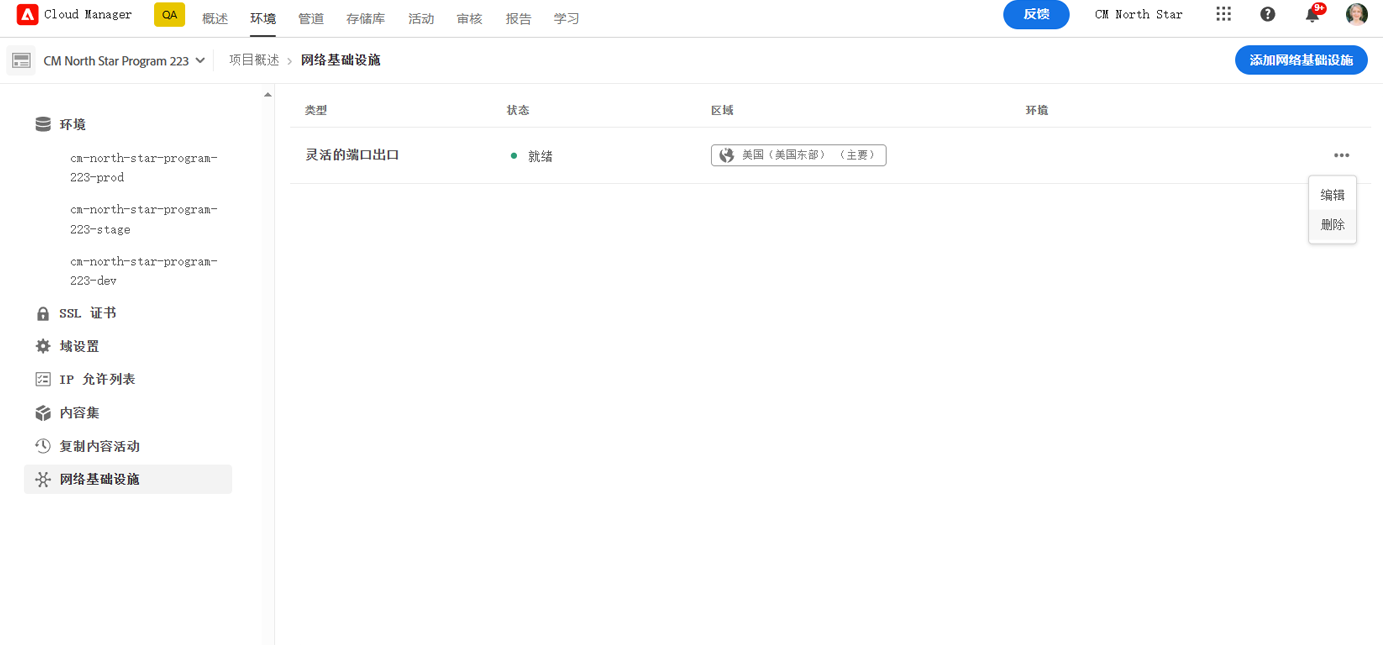 Cloud Manager QA 概述 环境 管道 存储库 活动 审核 报告 学习 反馈 CM North Star 9+
CM North Star Program 223 项目概述 › 网络基础设施 添加网络基础设施
环境
cm-north-star-program-
223-prod
cm-north-star-program-
223-stage
cm-north-star-program-
223-dev
SSL 证书
域设置
IP 允许列表
内容集
复制内容活动
网络基础设施
类型 状态 区域 环境
灵活的端口出口 就绪 美国（美国东部）（主要）
编辑
删除